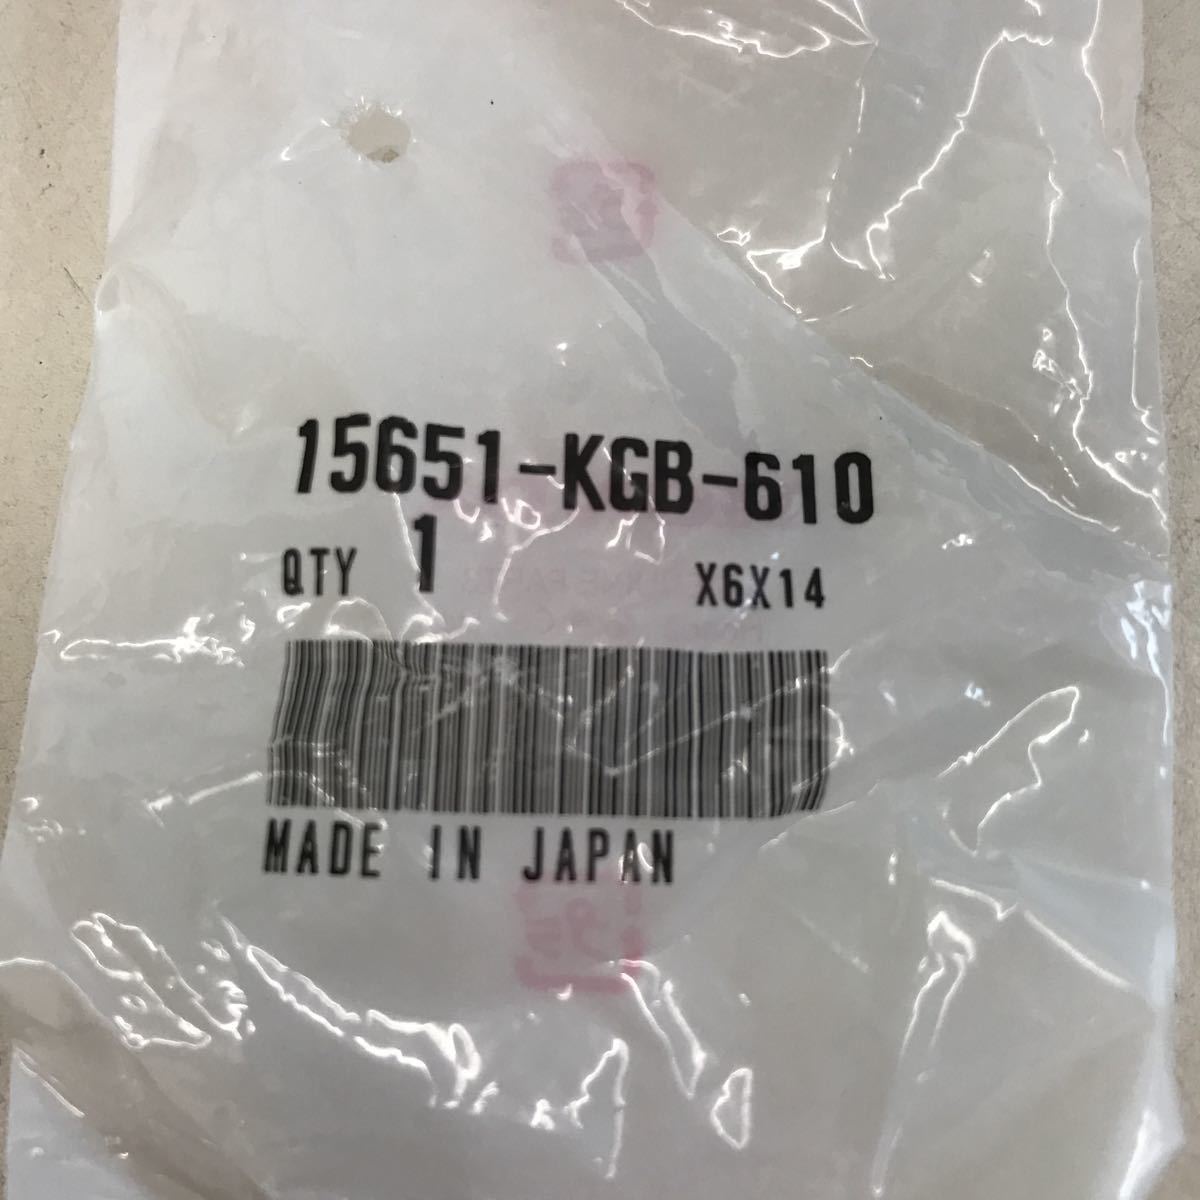 15651-KGB-610
QTY 1 X6X14
MADE IN JAPAN